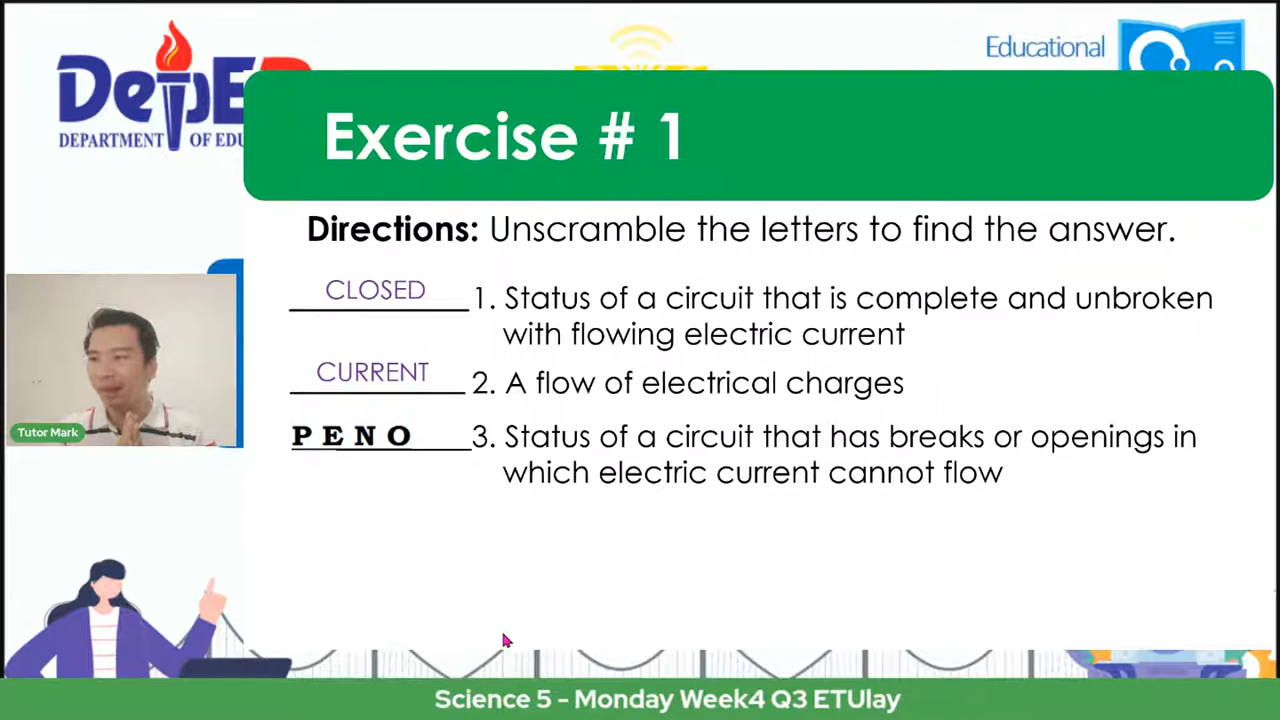 DepED
DEPARTMENT OF EDU
Educational
Exercise # 1
Directions: Unscramble the letters to find the answer.
CLOSED 1. Status of a circuit that is complete and unbroken
with flowing electric current
CURRENT 2. A flow of electrical charges
P E N O 3. Status of a circuit that has breaks or openings in
which electric current cannot flow
Tutor Mark
Science 5 - Monday Week4 Q3 ETUlay